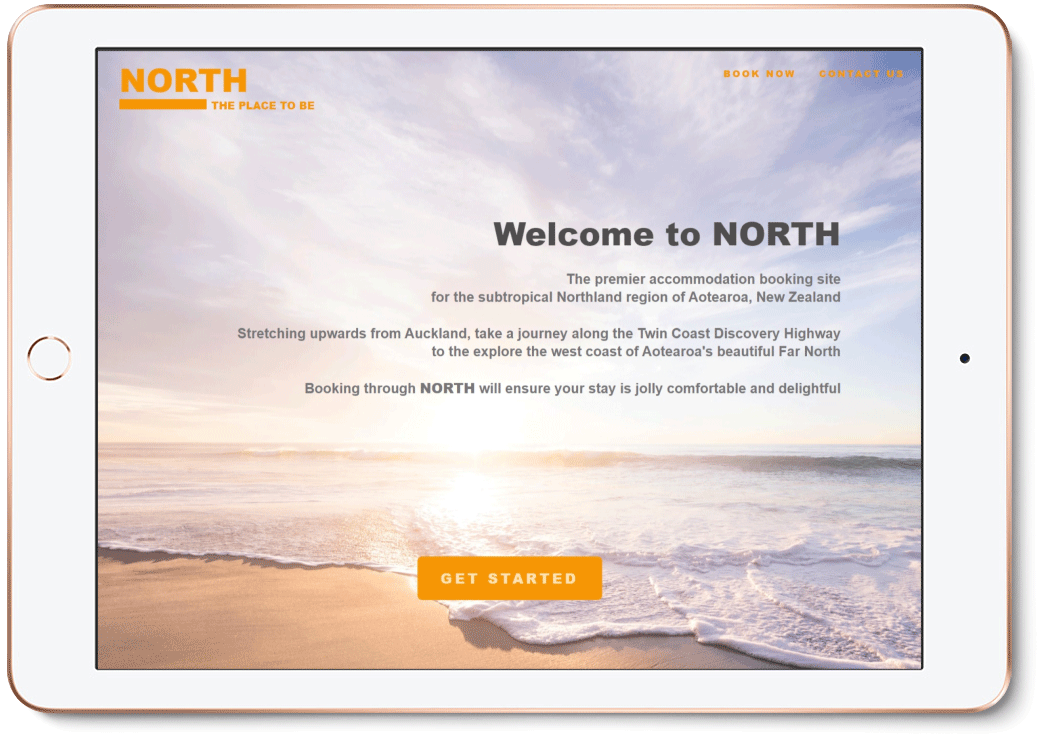 NORTH
THE PLACE TO BE
BOOK NOW
CONTACT US
Welcome to NORTH
The premier accommodation booking site
for the subtropical Northland region of Aotearoa, New Zealand
Stretching upwards from Auckland, take a journey along the Twin Coast Discovery Highway
to the explore the west coast of Aotearoa's beautiful Far North
Booking through NORTH will ensure your stay is jolly comfortable and delightful
GET STARTED